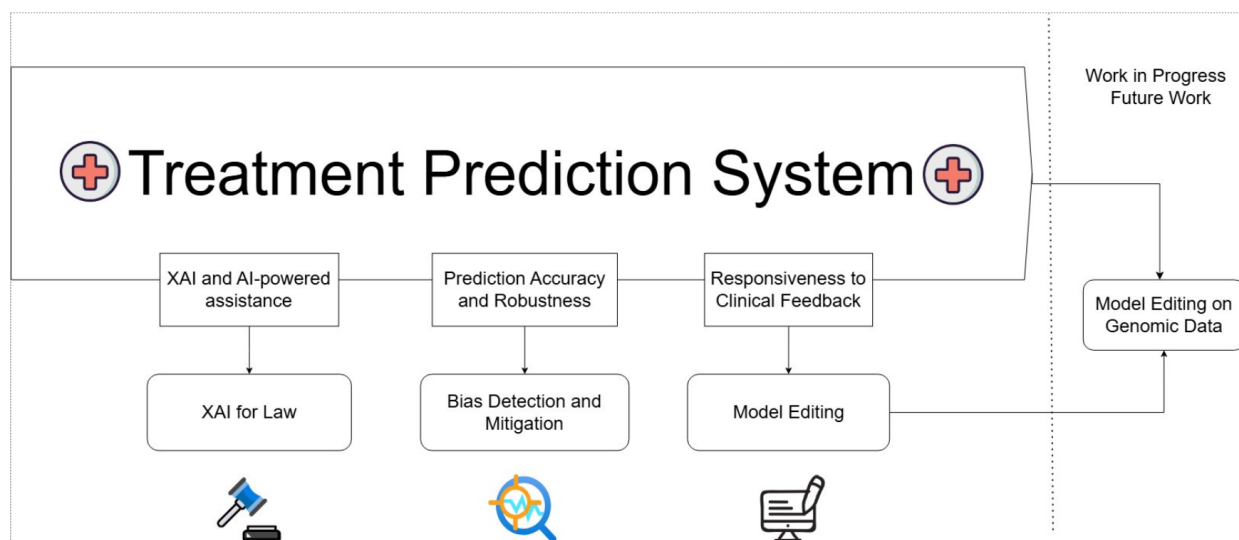 Work in Progress
Future Work
Treatment Prediction System
XAI and AI-powered
assistance
Prediction Accuracy
and Robustness
Responsiveness to
Clinical Feedback
Model Editing on
Genomic Data
XAI for Law
Bias Detection and
Mitigation
Model Editing